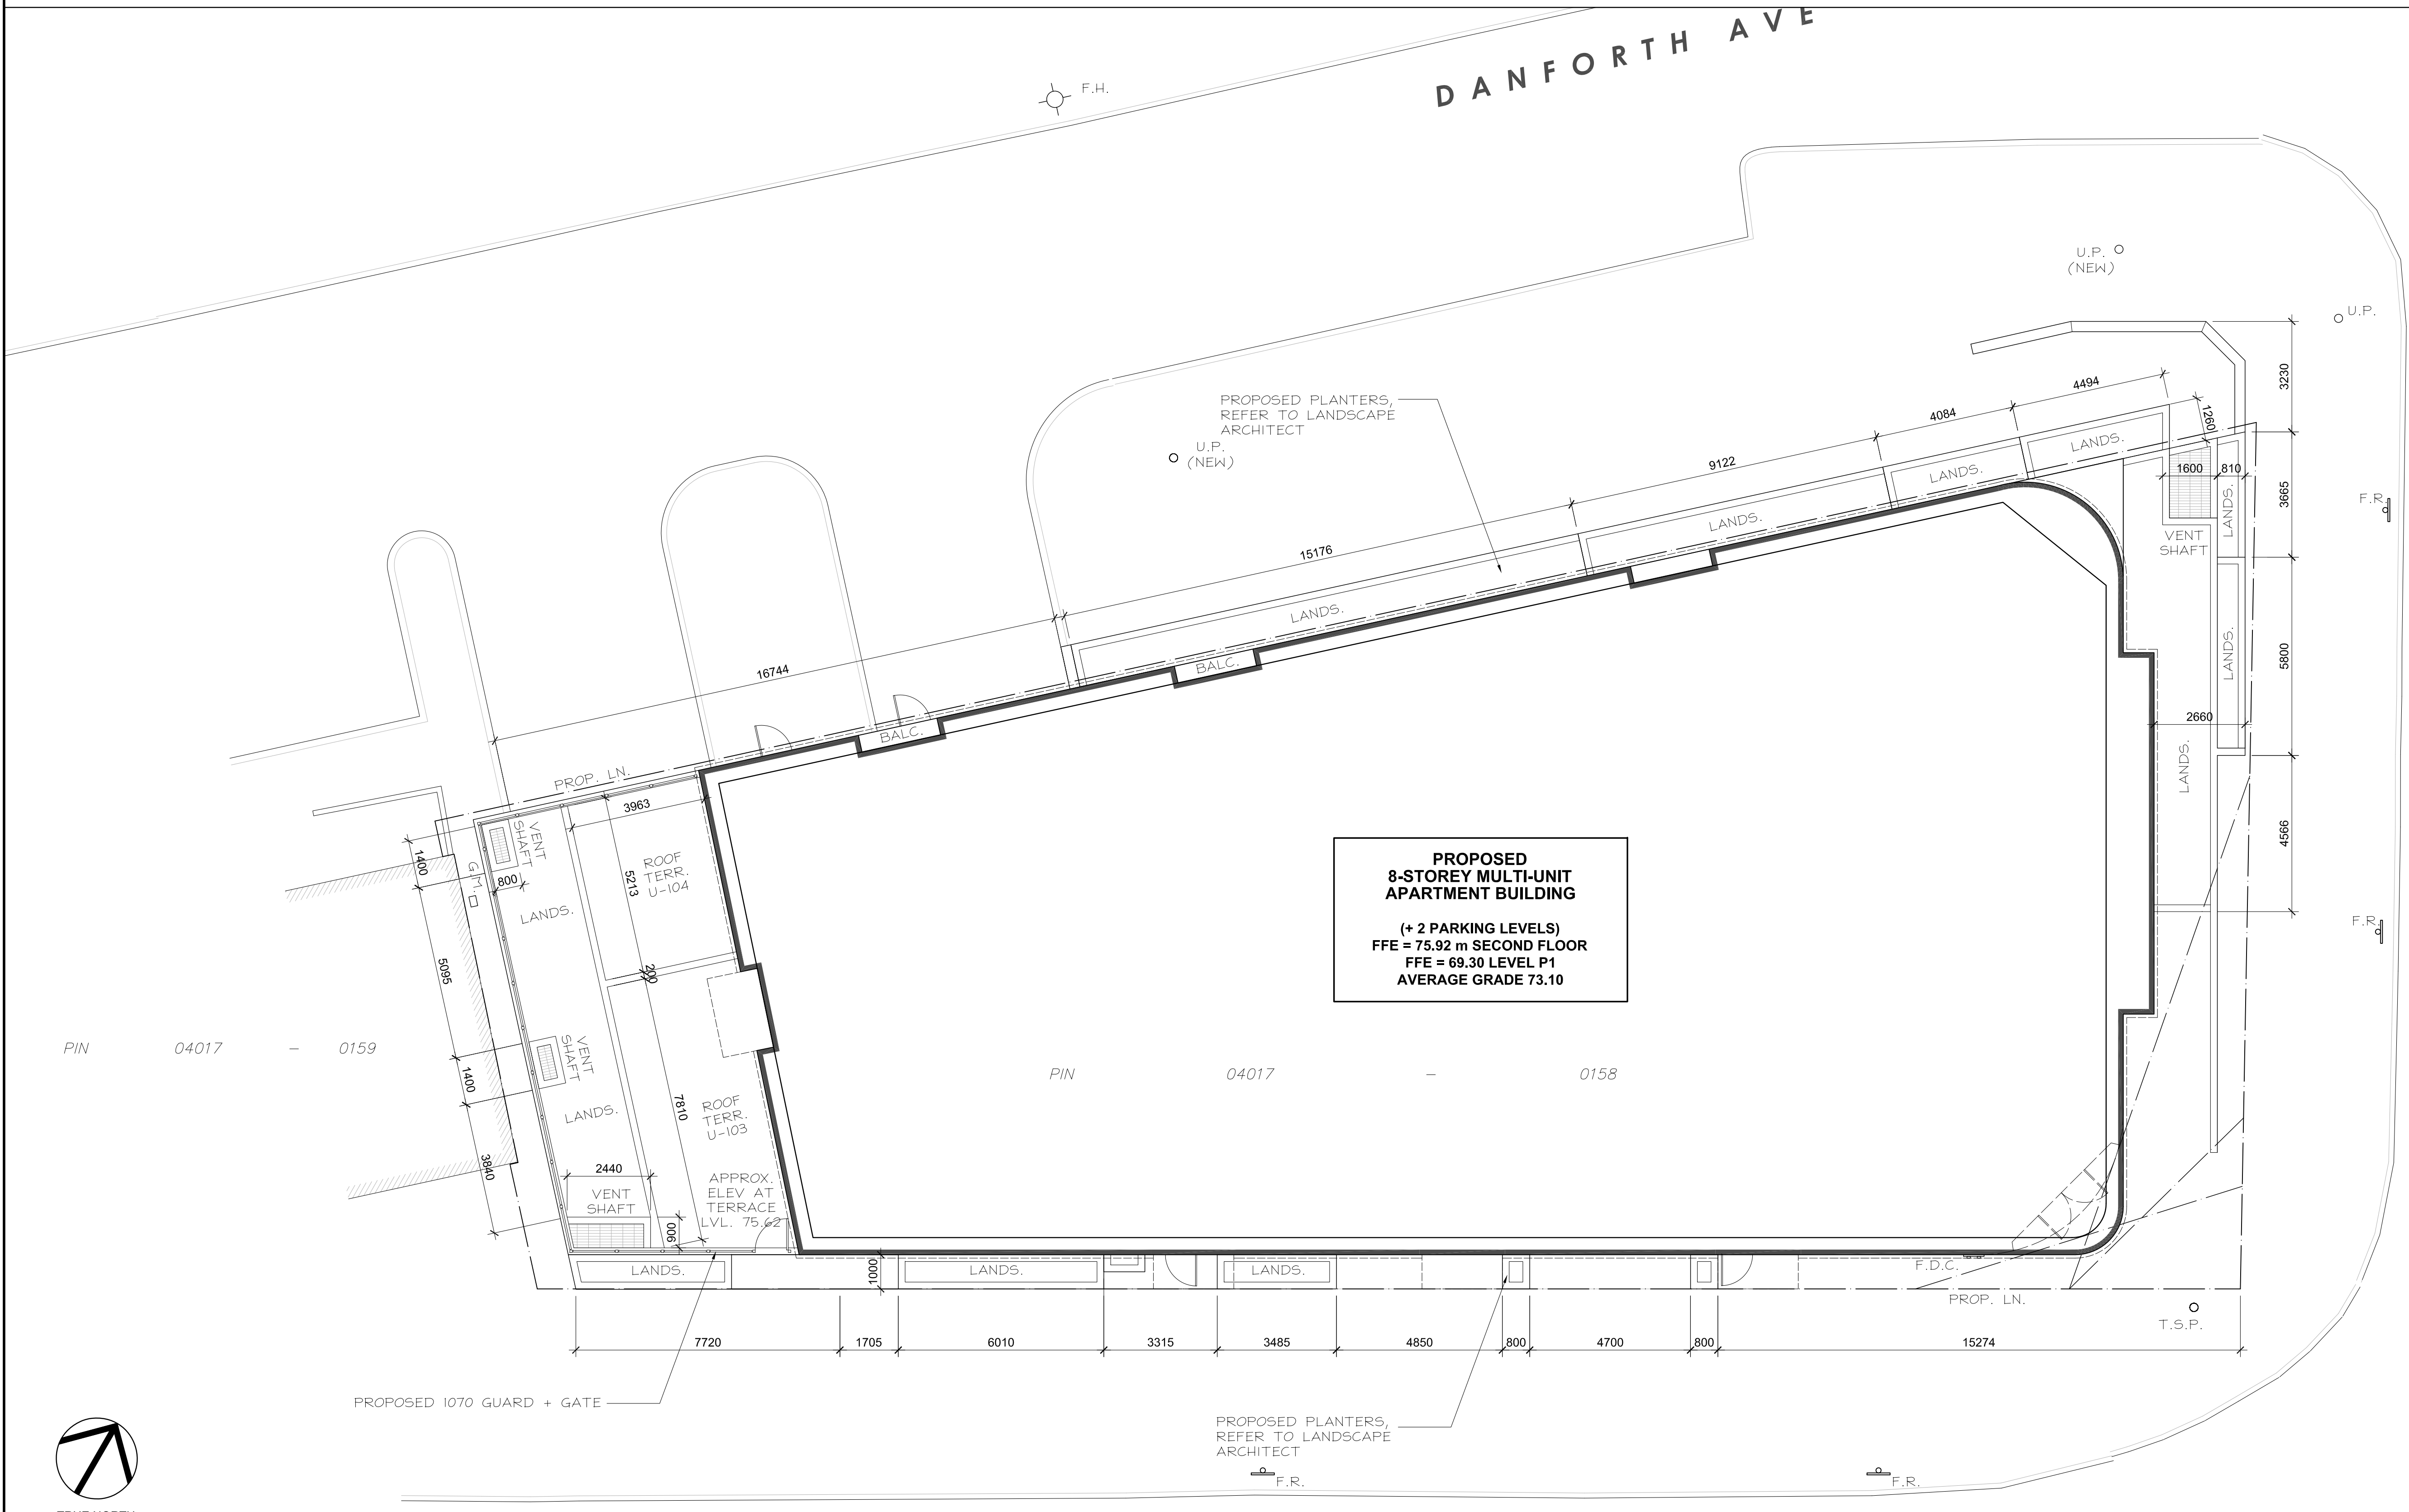 DANFORTH AVE
F.H.
U.P.
(NEW)
U.P.
PROPOSED PLANTERS,
REFER TO LANDSCAPE
ARCHITECT
U.P.
(NEW)
3230
4494
4084
1260
9122
LANDS.
LANDS.
1600
810
3665
LANDS.
F.R.
VENT
SHAFT
LANDS.
15176
LANDS.
16744
BALC.
BALC.
5800
LANDS.
2660
LANDS.
4566
PROP. LN.
3963
VENT
SHAFT
1400
G.M.
800
ROOF
TERR.
U-104
5213
LANDS.
200
5095
PROPOSED
8-STOREY MULTI-UNIT
APARTMENT BUILDING
(+ 2 PARKING LEVELS)
FFE = 75.92 m SECOND FLOOR
FFE = 69.30 LEVEL P1
AVERAGE GRADE 73.10
F.R.
PIN 04017 - 0159
PIN 04017 - 0158
VENT
SHAFT
1400
LANDS.
7810
ROOF
TERR.
U-103
3840
2440
VENT
SHAFT
900
APPROX.
ELEV AT
TERRACE
LVL. 75.62
LANDS.
1000
LANDS.
LANDS.
F.D.C.
PROP. LN.
T.S.P.
7720
1705
6010
3315
3485
4850
800
4700
800
15274
PROPOSED 1070 GUARD + GATE
PROPOSED PLANTERS,
REFER TO LANDSCAPE
ARCHITECT
F.R.
F.R.